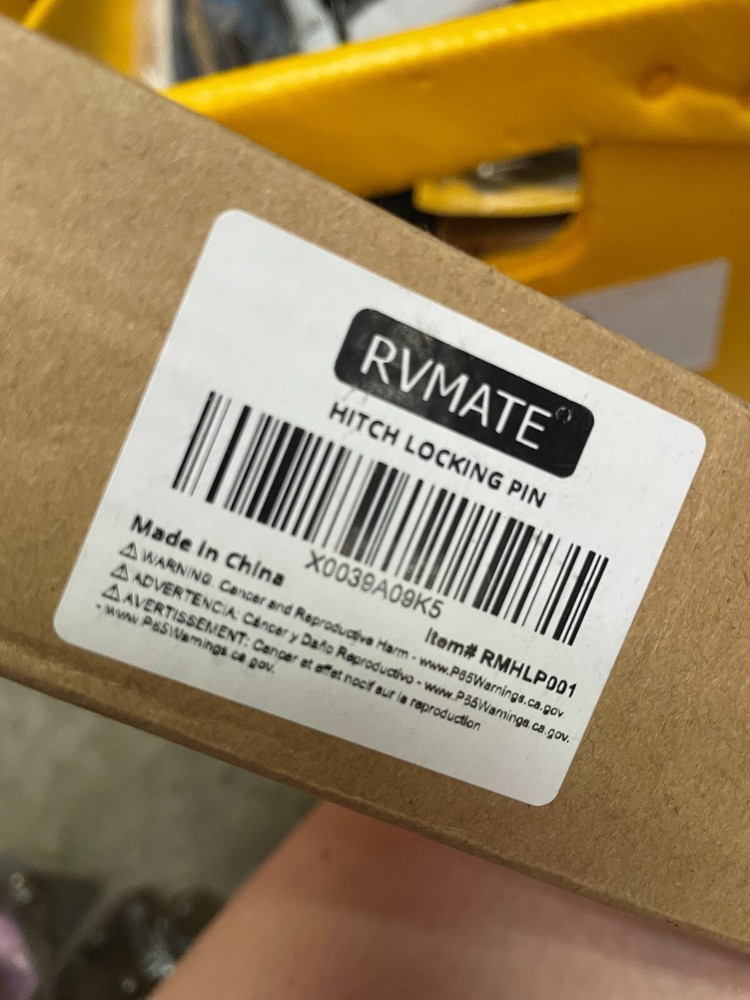 RVMATE®
HITCH LOCKING PIN
X0039A09K5
Made in China
Item# RMHLP001
⚠ WARNING: Cancer and Reproductive Harm - www.P65Warnings.ca.gov
⚠ ADVERTENCIA: Cáncer y Daño Reproductivo - www.P65Warnings.ca.gov.
⚠ AVERTISSEMENT: Cancer et effet nocif sur la reproduction
- www.P65Warnings.ca.gov.